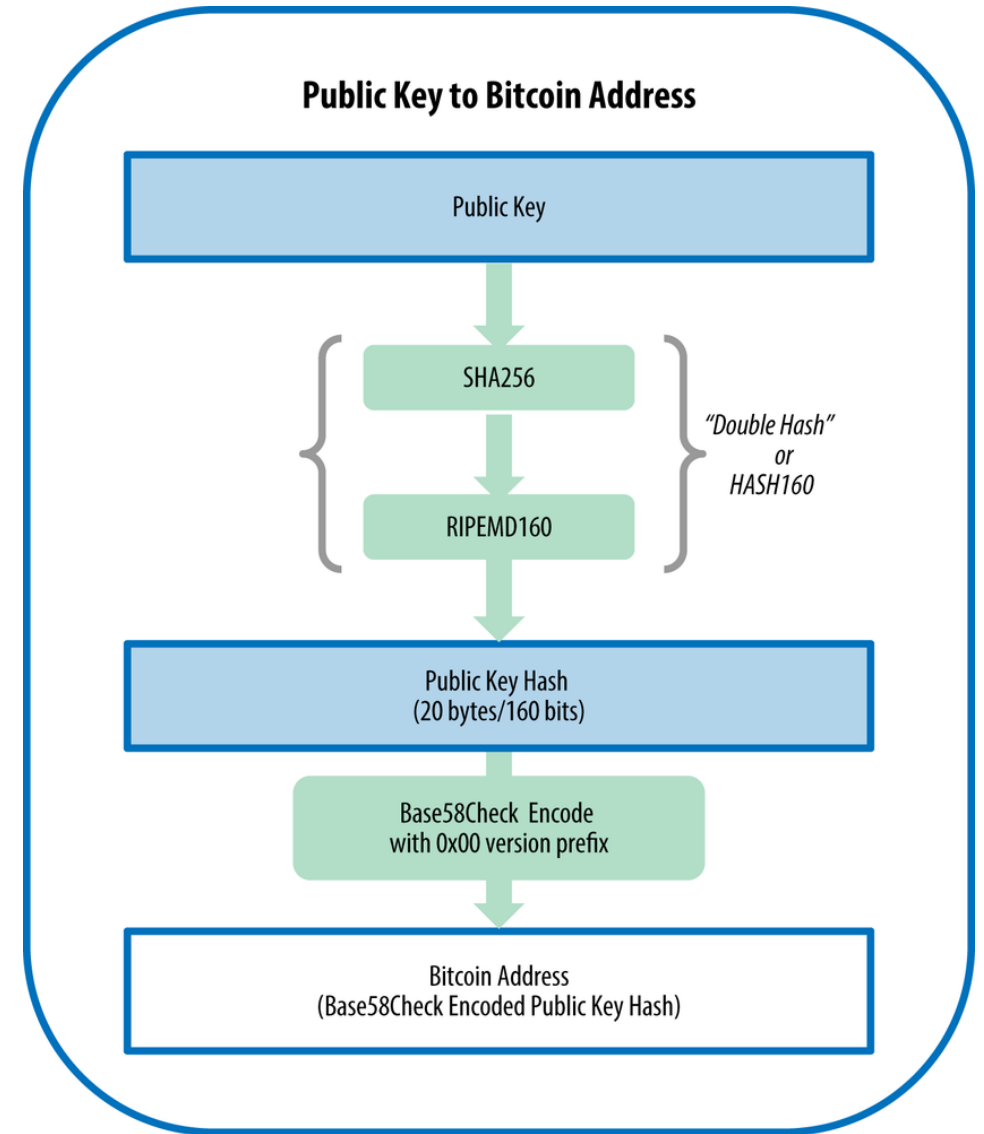 Public Key to Bitcoin Address
Public Key
SHA256
RIPEMD160
“Double Hash”
or
HASH160
Public Key Hash
(20 bytes/160 bits)
Base58Check Encode
with 0x00 version prefix
Bitcoin Address
(Base58Check Encoded Public Key Hash)